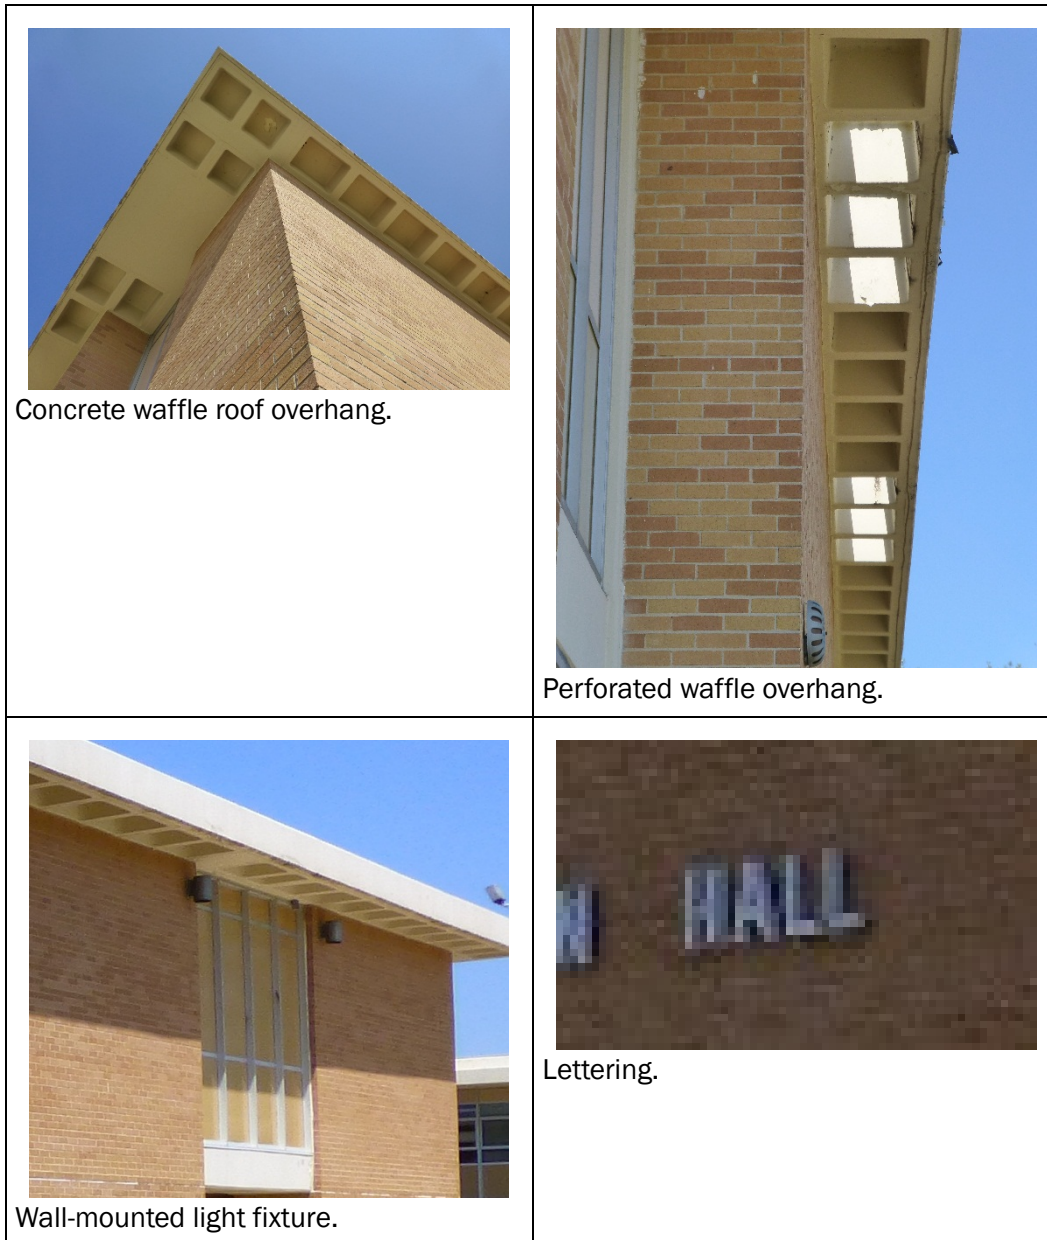 Concrete waffle roof overhang.
Perforated waffle overhang.
Wall-mounted light fixture.
HALL
Lettering.